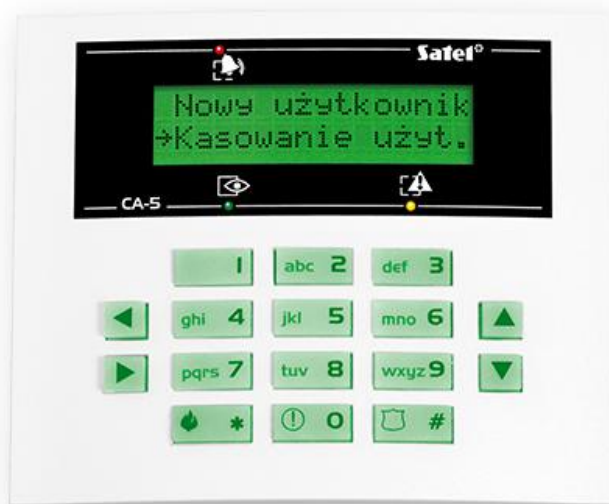 Satel
Nowy użytkownik
→Kasowanie użyt.
CA-5
1 abc 2 def 3
ghi 4 jkl 5 mno 6
pqrs 7 tuv 8 wxyz 9
* 0 #